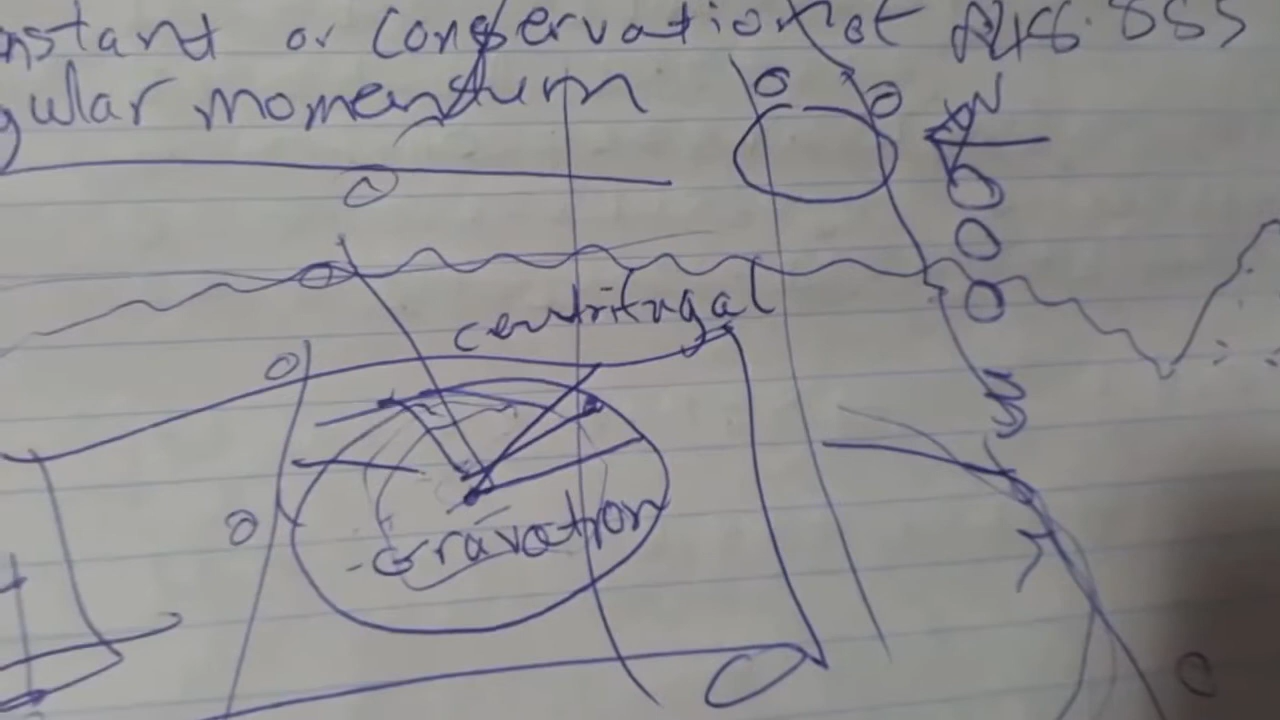 nstant or conservation of
gular momentum
N
centrifugal
Gravation